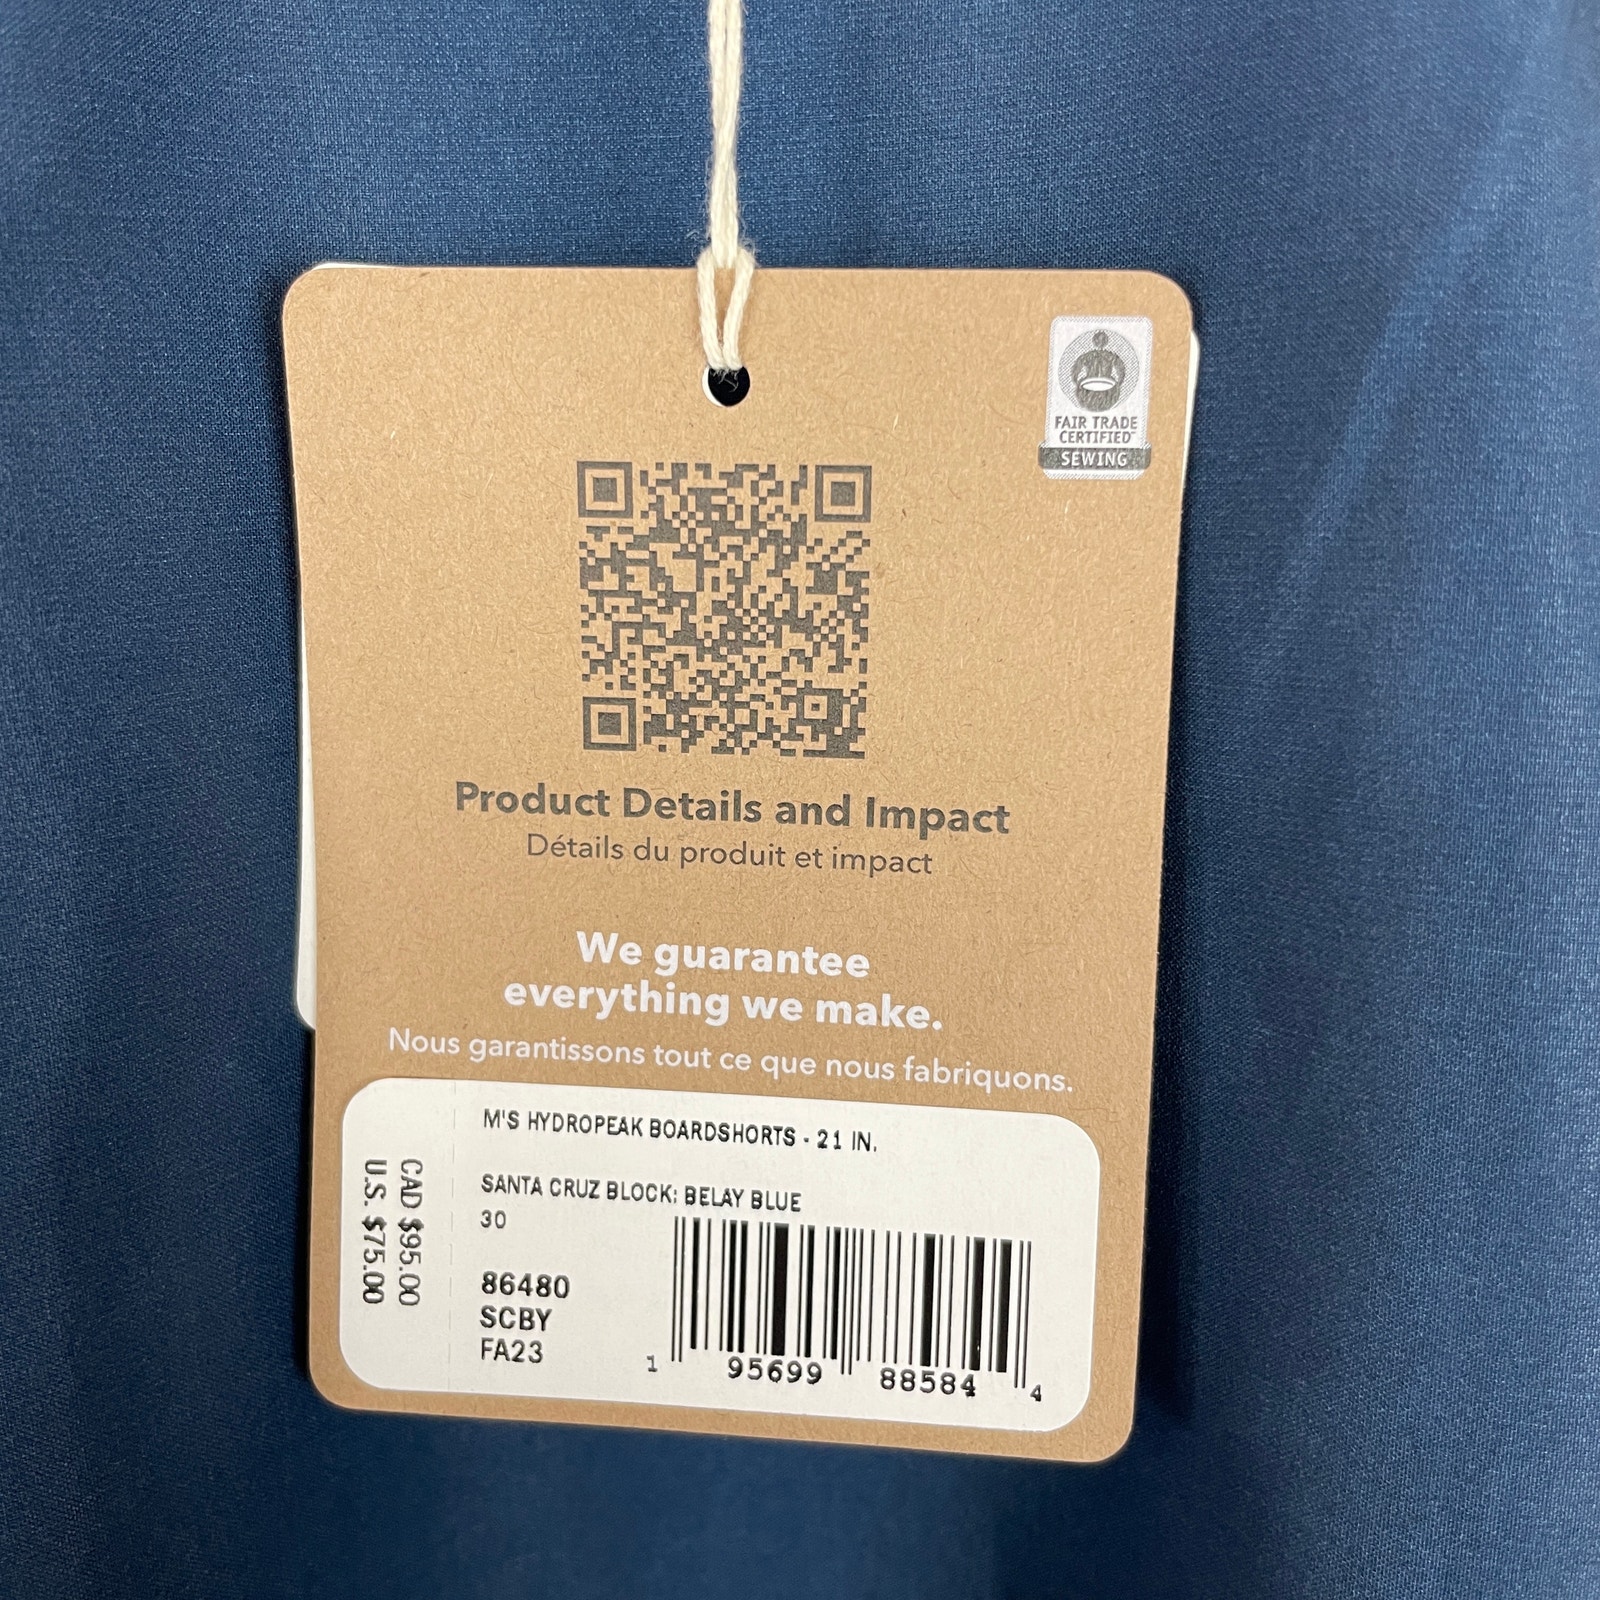 FAIR TRADE
CERTIFIED™
SEWING
Product Details and Impact
Détails du produit et impact
We guarantee
everything we make.
Nous garantissons tout ce que nous fabriquons.
M'S HYDROPEAK BOARDSHORTS - 21 IN.
SANTA CRUZ BLOCK: BELAY BLUE
30
86480
SCBY
FA23
CAD $95.00
U.S. $75.00
1 95699 88584 4